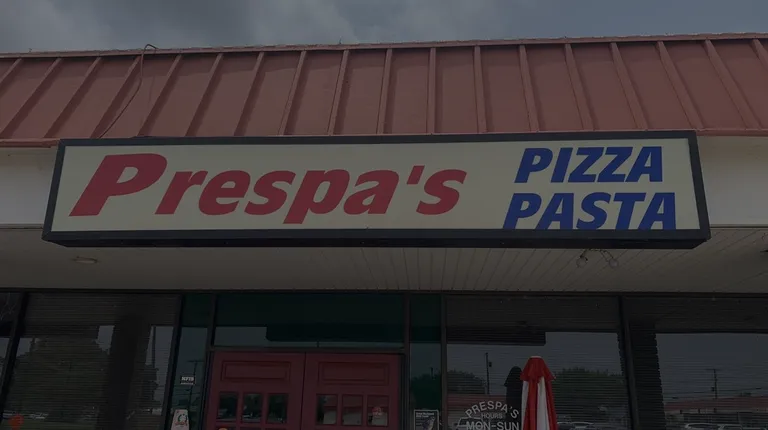 Prespa's
PIZZA
PASTA
PRESPA'S
HOURS
MON-SUN